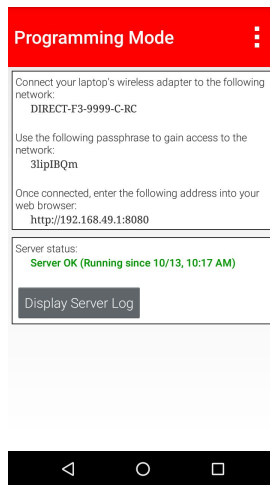 Programming Mode
Connect your laptop's wireless adapter to the following
network:
DIRECT-F3-9999-C-RC
Use the following passphrase to gain access to the
network:
3lipIBQm
Once connected, enter the following address into your
web browser:
http://192.168.49.1:8080
Server status:
Server OK (Running since 10/13, 10:17 AM)
Display Server Log